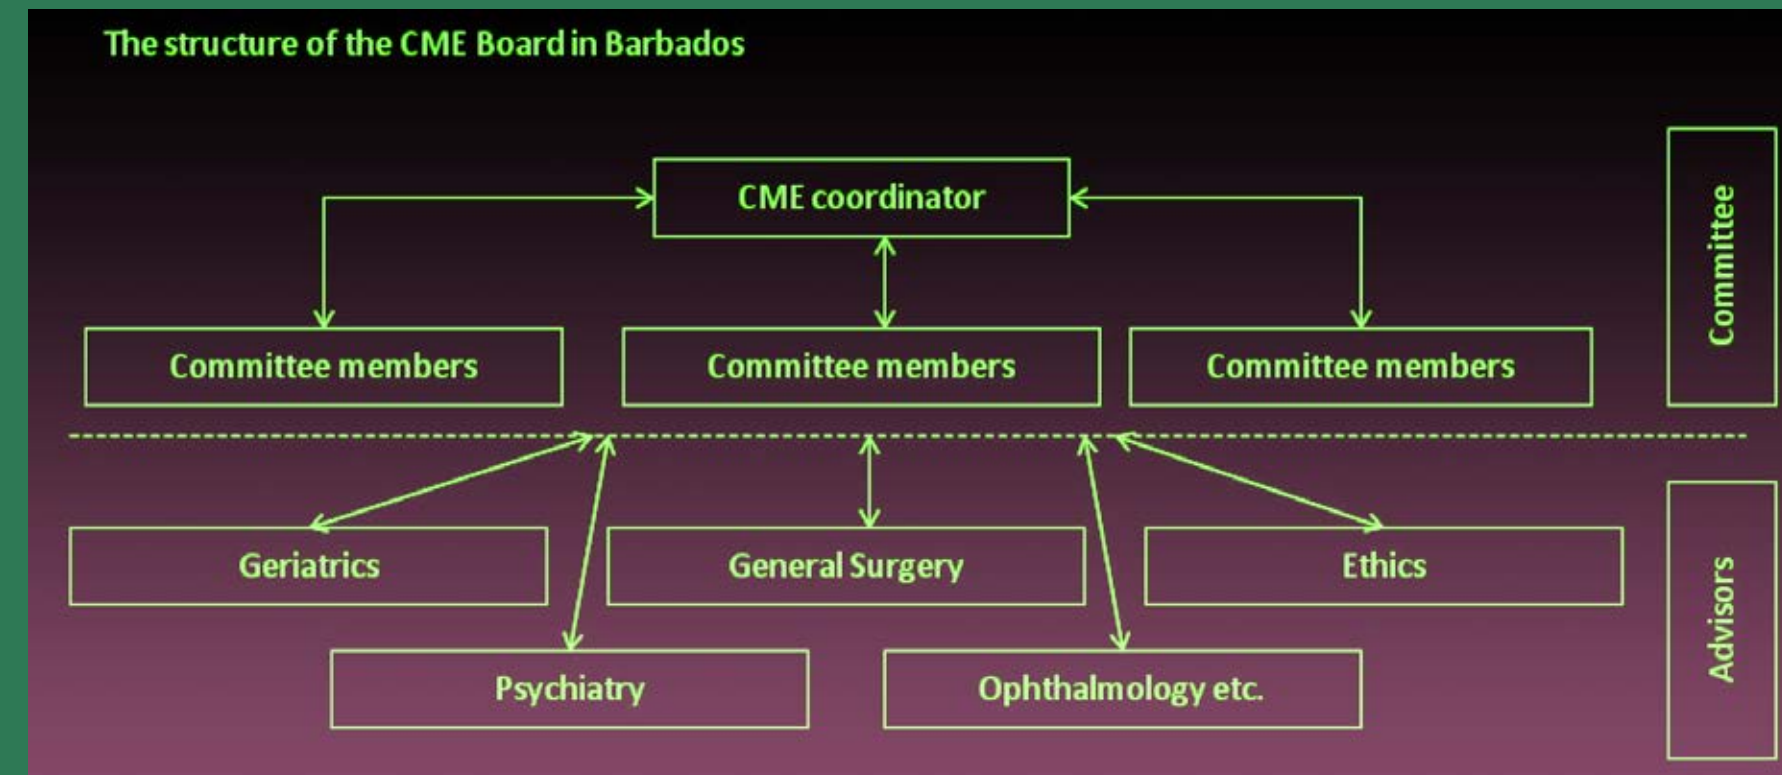 The structure of the CME Board in Barbados
CME coordinator
Committee members
Committee members
Committee members
Committee
Geriatrics
General Surgery
Ethics
Psychiatry
Ophthalmology etc.
Advisors